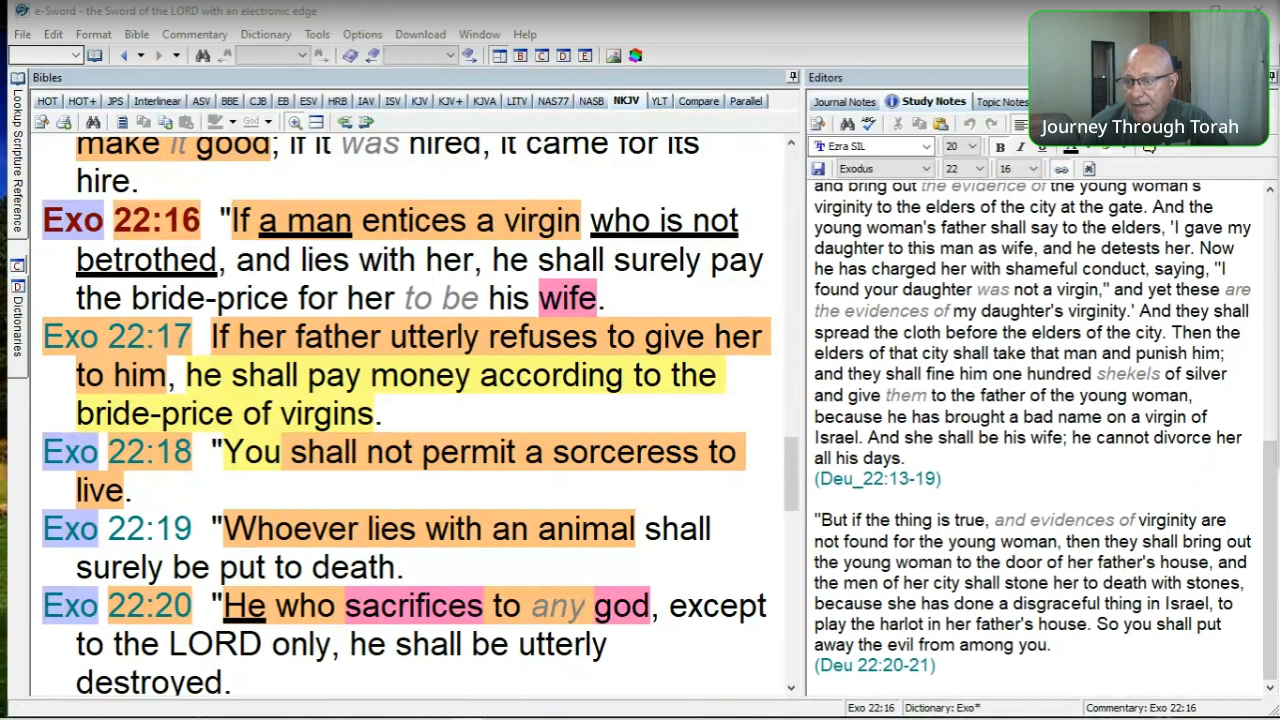 e-Sword - the Sword of the LORD with an electronic edge
File Edit Format Bible Commentary Dictionary Tools Options Download Window Help
Bibles
HOT HOT+ JPS Interlinear ASV BBE CJB EB ESV HRB IAV ISV KJV KJV+ KJVA LITV NAS77 NASB NKJV YLT Compare Parallel
God
Lookup Scripture Reference
Dictionaries
make it good; if it was hired, it came for its
hire.
Exo 22:16 "If a man entices a virgin who is not
betrothed, and lies with her, he shall surely pay
the bride-price for her to be his wife.
Exo 22:17 If her father utterly refuses to give her
to him, he shall pay money according to the
bride-price of virgins.
Exo 22:18 "You shall not permit a sorceress to
live.
Exo 22:19 "Whoever lies with an animal shall
surely be put to death.
Exo 22:20 "He who sacrifices to any god, except
to the LORD only, he shall be utterly
destroyed.
Editors
Journal Notes Study Notes Topic Notes
Journey Through Torah
Ezra SIL 20 B I U A
Exodus 22 16
and bring out the evidence of the young woman's
virginity to the elders of the city at the gate. And the
young woman's father shall say to the elders, 'I gave my
daughter to this man as wife, and he detests her. Now
he has charged her with shameful conduct, saying, "I
found your daughter was not a virgin," and yet these are
the evidences of my daughter's virginity.' And they shall
spread the cloth before the elders of the city. Then the
elders of that city shall take that man and punish him;
and they shall fine him one hundred shekels of silver
and give them to the father of the young woman,
because he has brought a bad name on a virgin of
Israel. And she shall be his wife; he cannot divorce her
all his days.
(Deu_22:13-19)
"But if the thing is true, and evidences of virginity are
not found for the young woman, then they shall bring out
the young woman to the door of her father's house, and
the men of her city shall stone her to death with stones,
because she has done a disgraceful thing in Israel, to
play the harlot in her father's house. So you shall put
away the evil from among you.
(Deu 22:20-21)
Exo 22:16 Dictionary: Exo* Commentary: Exo 22:16